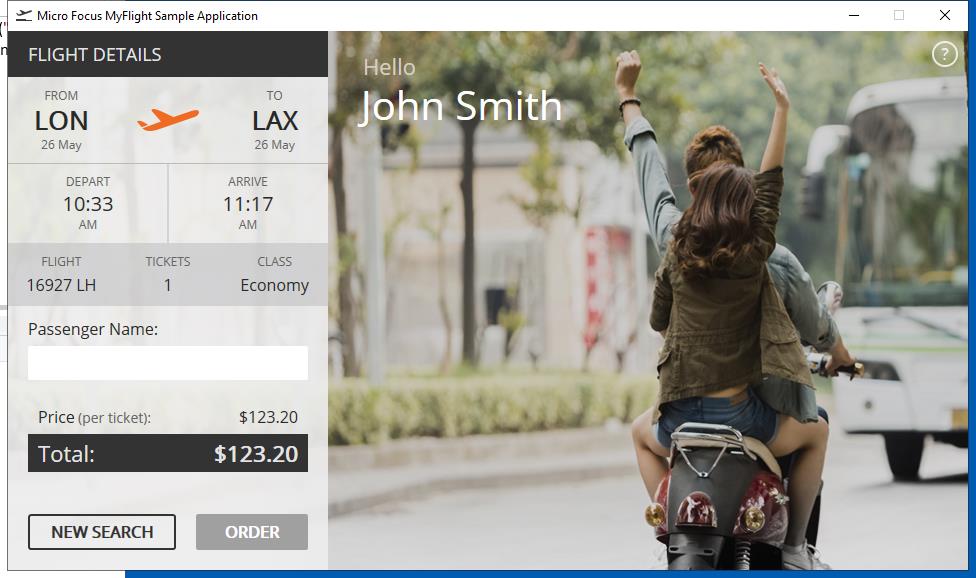 Micro Focus MyFlight Sample Application
FLIGHT DETAILS
FROM
TO
LON
LAX
26 May
26 May
DEPART
ARRIVE
10:33
11:17
AM
AM
FLIGHT
TICKETS
CLASS
16927 LH
1
Economy
Passenger Name:
Price (per ticket):
$123.20
Total:
$123.20
NEW SEARCH
ORDER
Hello
John Smith
?